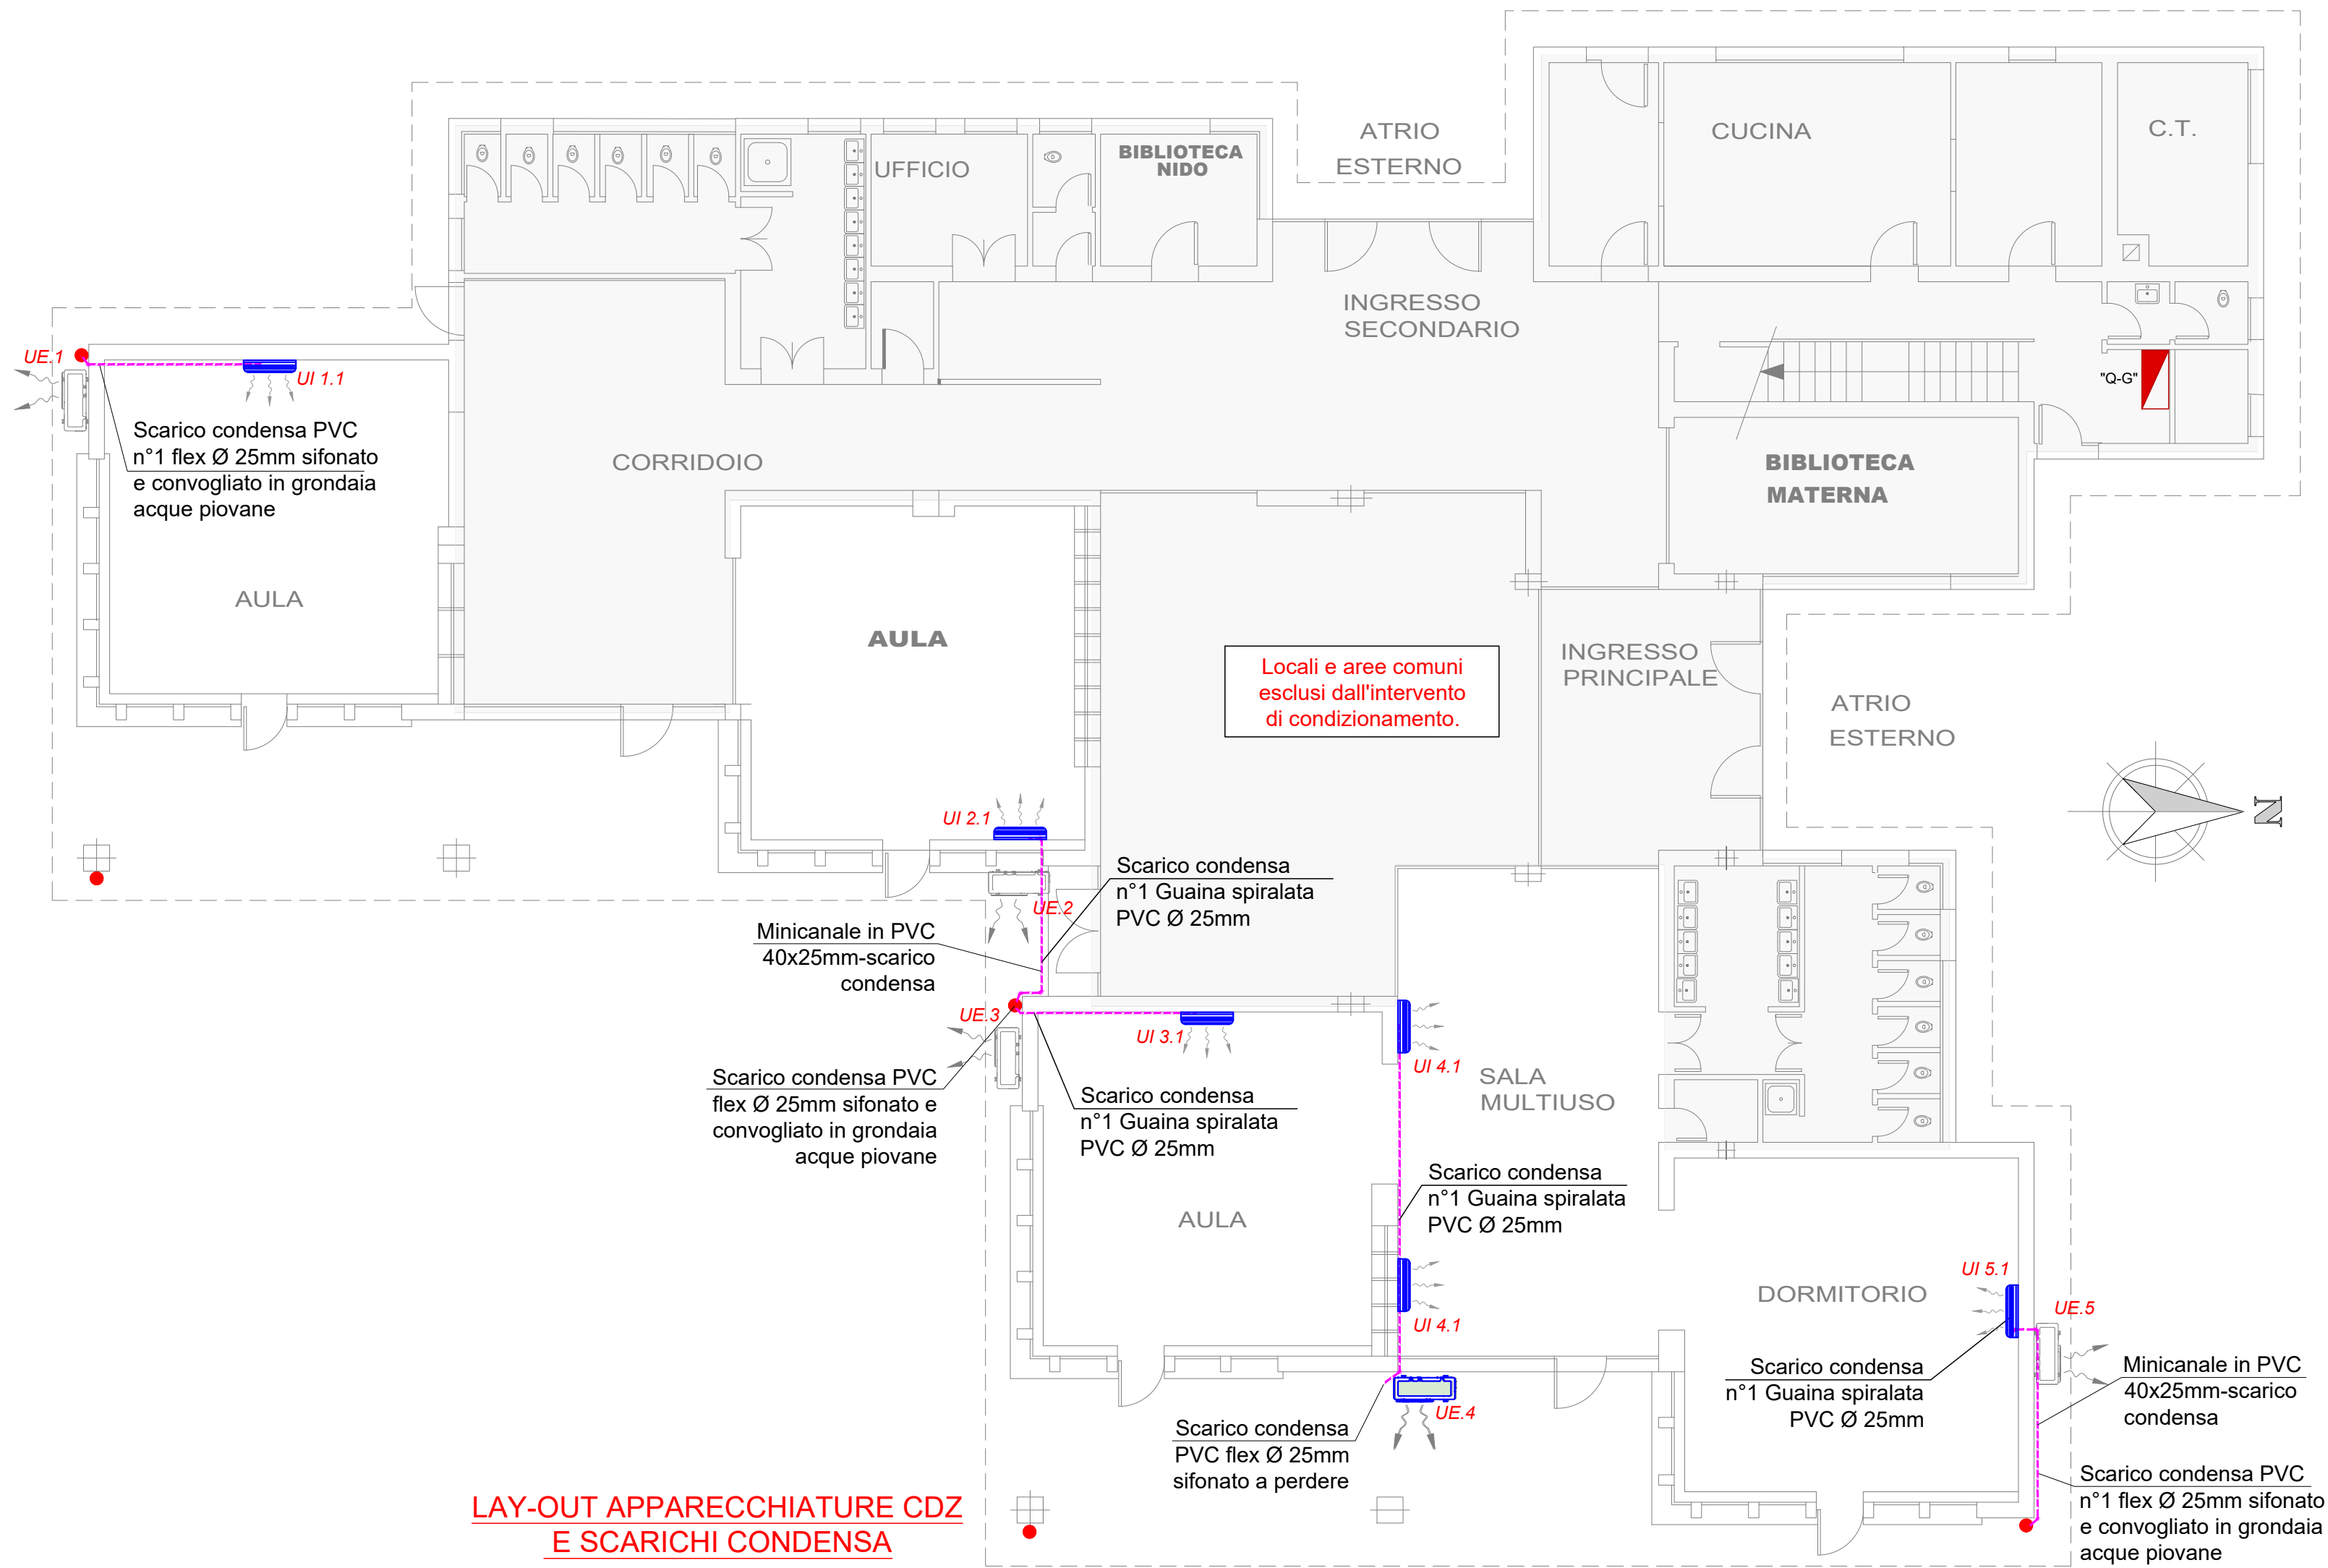 ATRIO
ESTERNO
CUCINA
C.T.
UFFICIO
BIBLIOTECA
NIDO
INGRESSO
SECONDARIO
UE.1
UI 1.1
"Q-G"
Scarico condensa PVC
n°1 flex Ø 25mm sifonato
e convogliato in grondaia
acque piovane
CORRIDOIO
BIBLIOTECA
MATERNA
AULA
AULA
Locali e aree comuni
esclusi dall'intervento
di condizionamento.
INGRESSO
PRINCIPALE
ATRIO
ESTERNO
N
UI 2.1
UE.2
Scarico condensa
n°1 Guaina spiralata
PVC Ø 25mm
Minicanale in PVC
40x25mm-scarico
condensa
UE.3
UI 3.1
UI 4.1
Scarico condensa PVC
flex Ø 25mm sifonato e
convogliato in grondaia
acque piovane
Scarico condensa
n°1 Guaina spiralata
PVC Ø 25mm
SALA
MULTIUSO
Scarico condensa
n°1 Guaina spiralata
PVC Ø 25mm
AULA
UI 4.1
DORMITORIO
UI 5.1
UE.5
Scarico condensa
n°1 Guaina spiralata
PVC Ø 25mm
Minicanale in PVC
40x25mm-scarico
condensa
UE.4
Scarico condensa
PVC flex Ø 25mm
sifonato a perdere
Scarico condensa PVC
n°1 flex Ø 25mm sifonato
e convogliato in grondaia
acque piovane
LAY-OUT APPARECCHIATURE CDZ
E SCARICHI CONDENSA